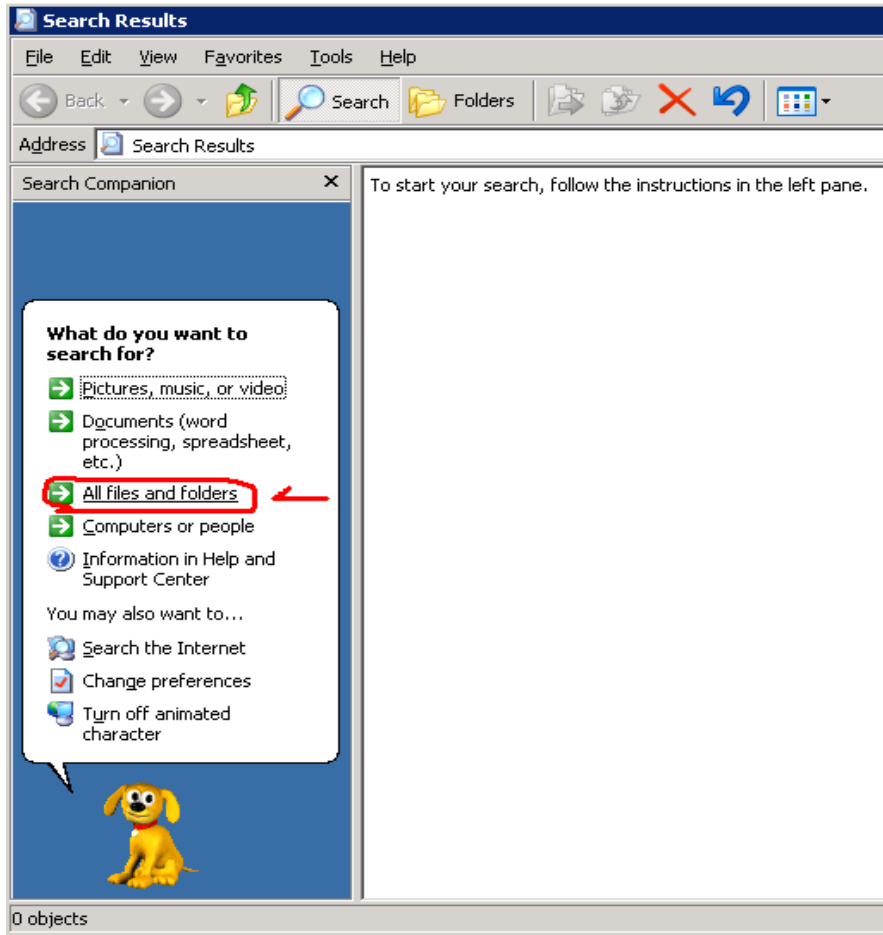 Search Results
File Edit View Favorites Tools Help
Back Search Folders
Address Search Results
Search Companion
To start your search, follow the instructions in the left pane.
What do you want to
search for?
Pictures, music, or video
Documents (word
processing, spreadsheet,
etc.)
All files and folders
Computers or people
Information in Help and
Support Center
You may also want to...
Search the Internet
Change preferences
Turn off animated
character
0 objects